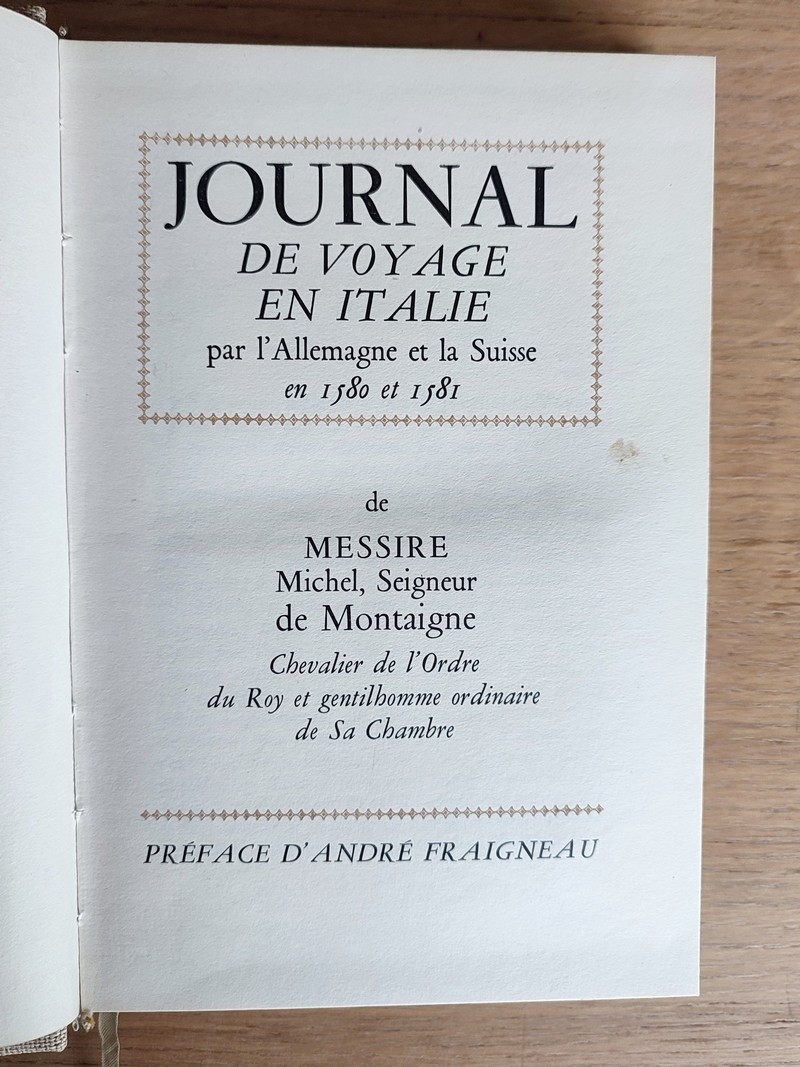 JOURNAL
DE VOYAGE
EN ITALIE
par l'Allemagne et la Suisse
en 1580 et 1581
de
MESSIRE
Michel, Seigneur
de Montaigne
Chevalier de l'Ordre
du Roy et gentilhomme ordinaire
de Sa Chambre
PRÉFACE D'ANDRÉ FRAIGNEAU